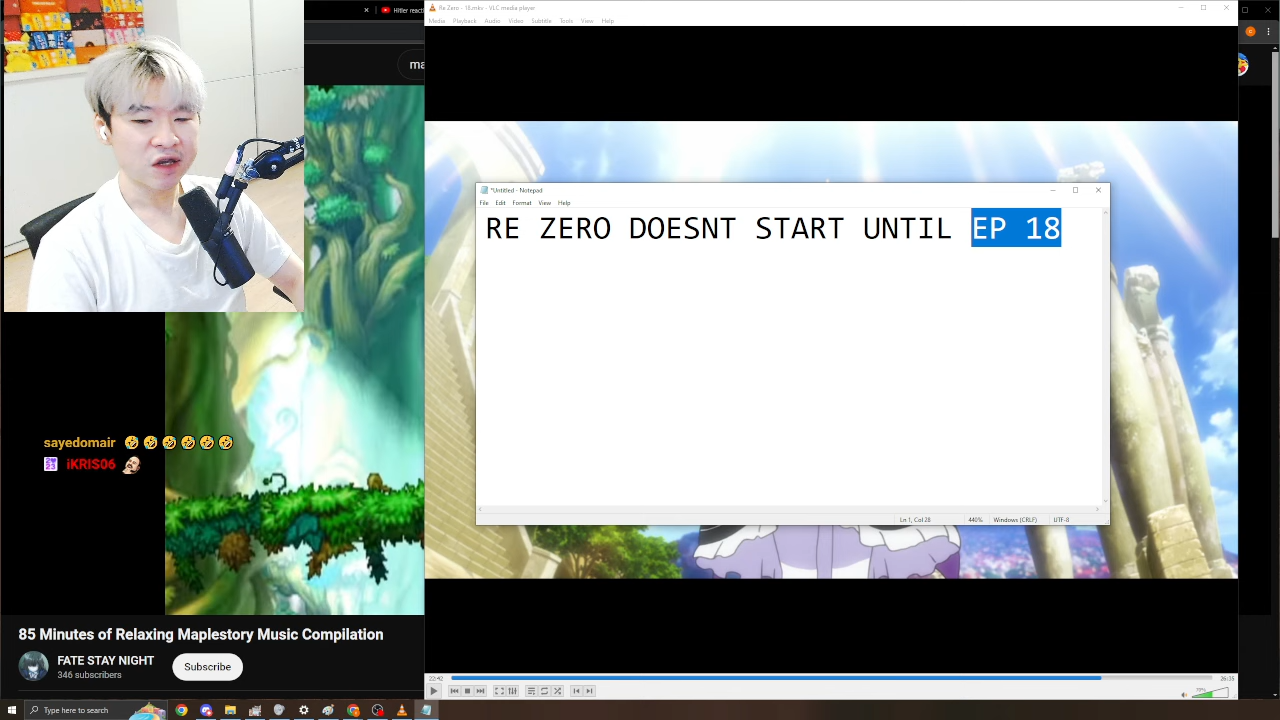 Hitler react
Re Zero - 18.mkv - VLC media player
Media Playback Audio Video Subtitle Tools View Help
ma
*Untitled - Notepad
File Edit Format View Help
RE ZERO DOESNT START UNTIL EP 18
Ln 1, Col 28 440% Windows (CRLF) UTF-8
sayedomair
iKRIS06
85 Minutes of Relaxing Maplestory Music Compilation
FATE STAY NIGHT
346 subscribers
Subscribe
22:42
26:35
Type here to search